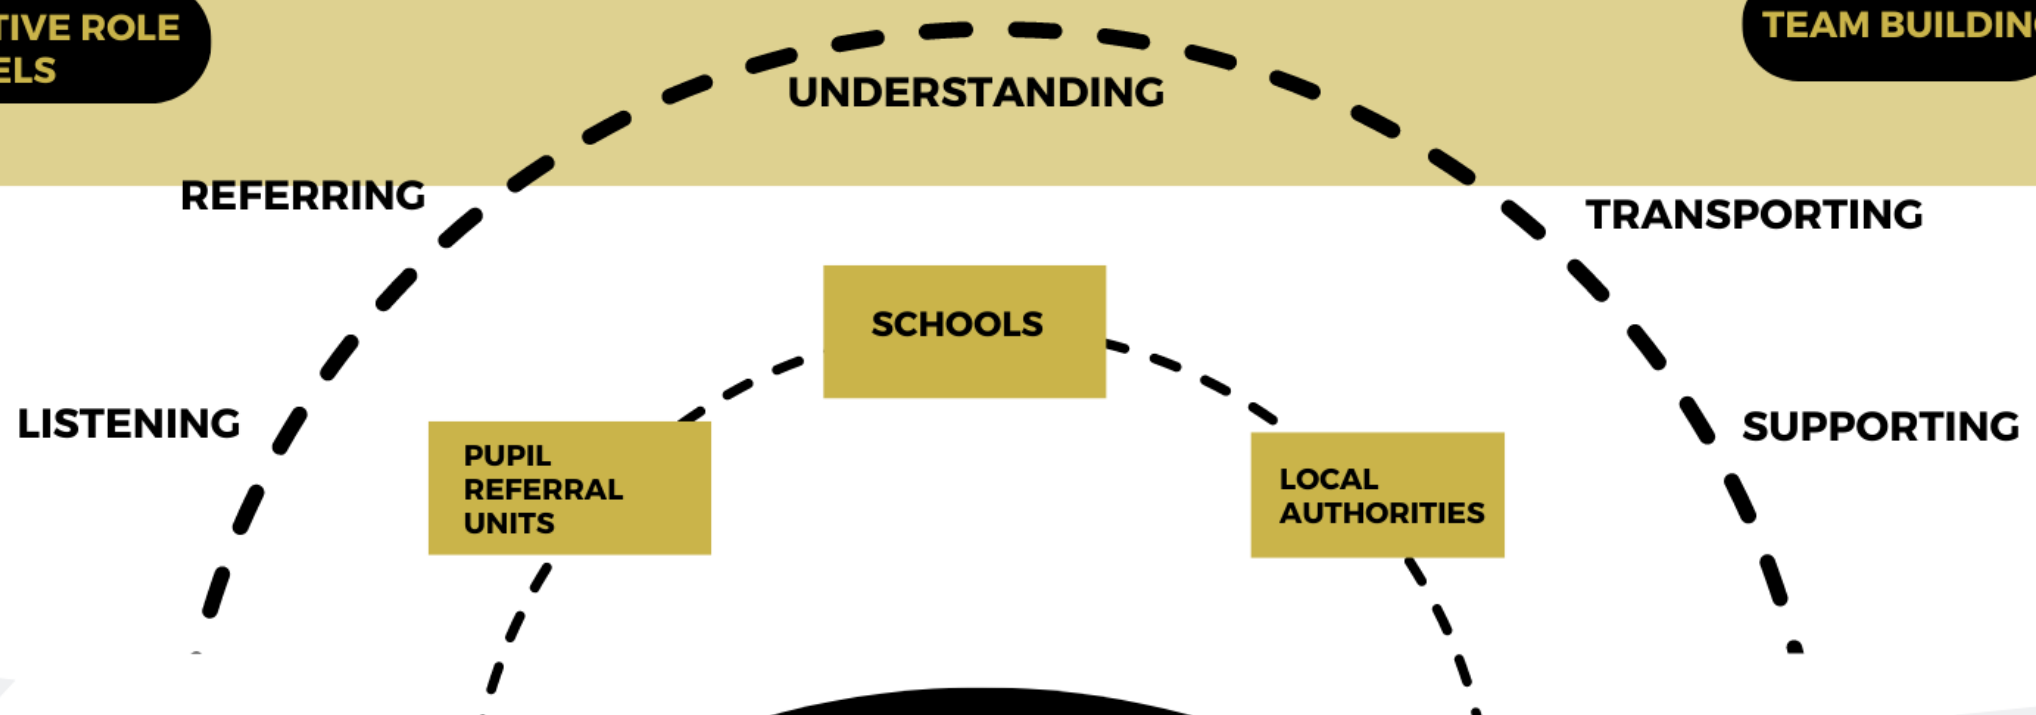 TIVE ROLE
ELS
TEAM BUILDIN
UNDERSTANDING
REFERRING
TRANSPORTING
SCHOOLS
LISTENING
SUPPORTING
PUPIL
REFERRAL
UNITS
LOCAL
AUTHORITIES